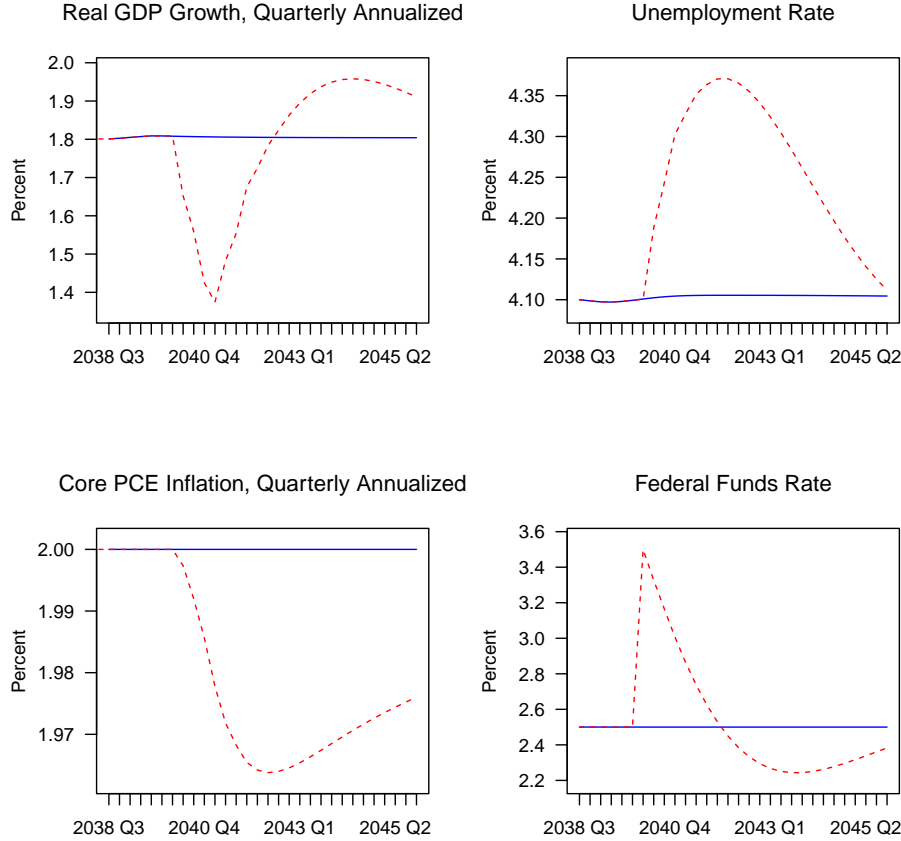 Real GDP Growth, Quarterly Annualized
Percent
2.0
1.9
1.8
1.7
1.6
1.5
1.4
2038 Q3 2040 Q4 2043 Q1 2045 Q2
Unemployment Rate
Percent
4.35
4.30
4.25
4.20
4.15
4.10
2038 Q3 2040 Q4 2043 Q1 2045 Q2
Core PCE Inflation, Quarterly Annualized
Percent
2.00
1.99
1.98
1.97
2038 Q3 2040 Q4 2043 Q1 2045 Q2
Federal Funds Rate
Percent
3.6
3.4
3.2
3.0
2.8
2.6
2.4
2.2
2038 Q3 2040 Q4 2043 Q1 2045 Q2